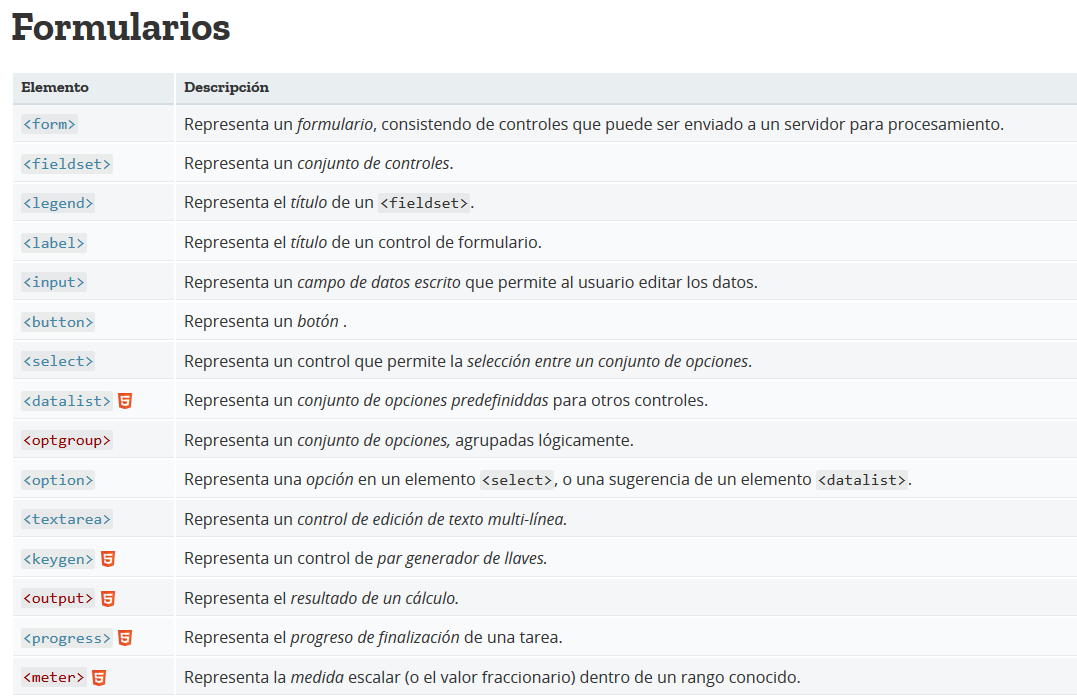 Formularios
Elemento Descripción
<form> Representa un formulario, consistendo de controles que puede ser enviado a un servidor para procesamiento.
<fieldset> Representa un conjunto de controles.
<legend> Representa el título de un <fieldset>.
<label> Representa el título de un control de formulario.
<input> Representa un campo de datos escrito que permite al usuario editar los datos.
<button> Representa un botón .
<select> Representa un control que permite la selección entre un conjunto de opciones.
<datalist> 5 Representa un conjunto de opciones predefiniddas para otros controles.
<optgroup> Representa un conjunto de opciones, agrupadas lógicamente.
<option> Representa una opción en un elemento <select>, o una sugerencia de un elemento <datalist>.
<textarea> Representa un control de edición de texto multi-línea.
<keygen> 5 Representa un control de par generador de llaves.
<output> 5 Representa el resultado de un cálculo.
<progress> 5 Representa el progreso de finalización de una tarea.
<meter> 5 Representa la medida escalar (o el valor fraccionario) dentro de un rango conocido.